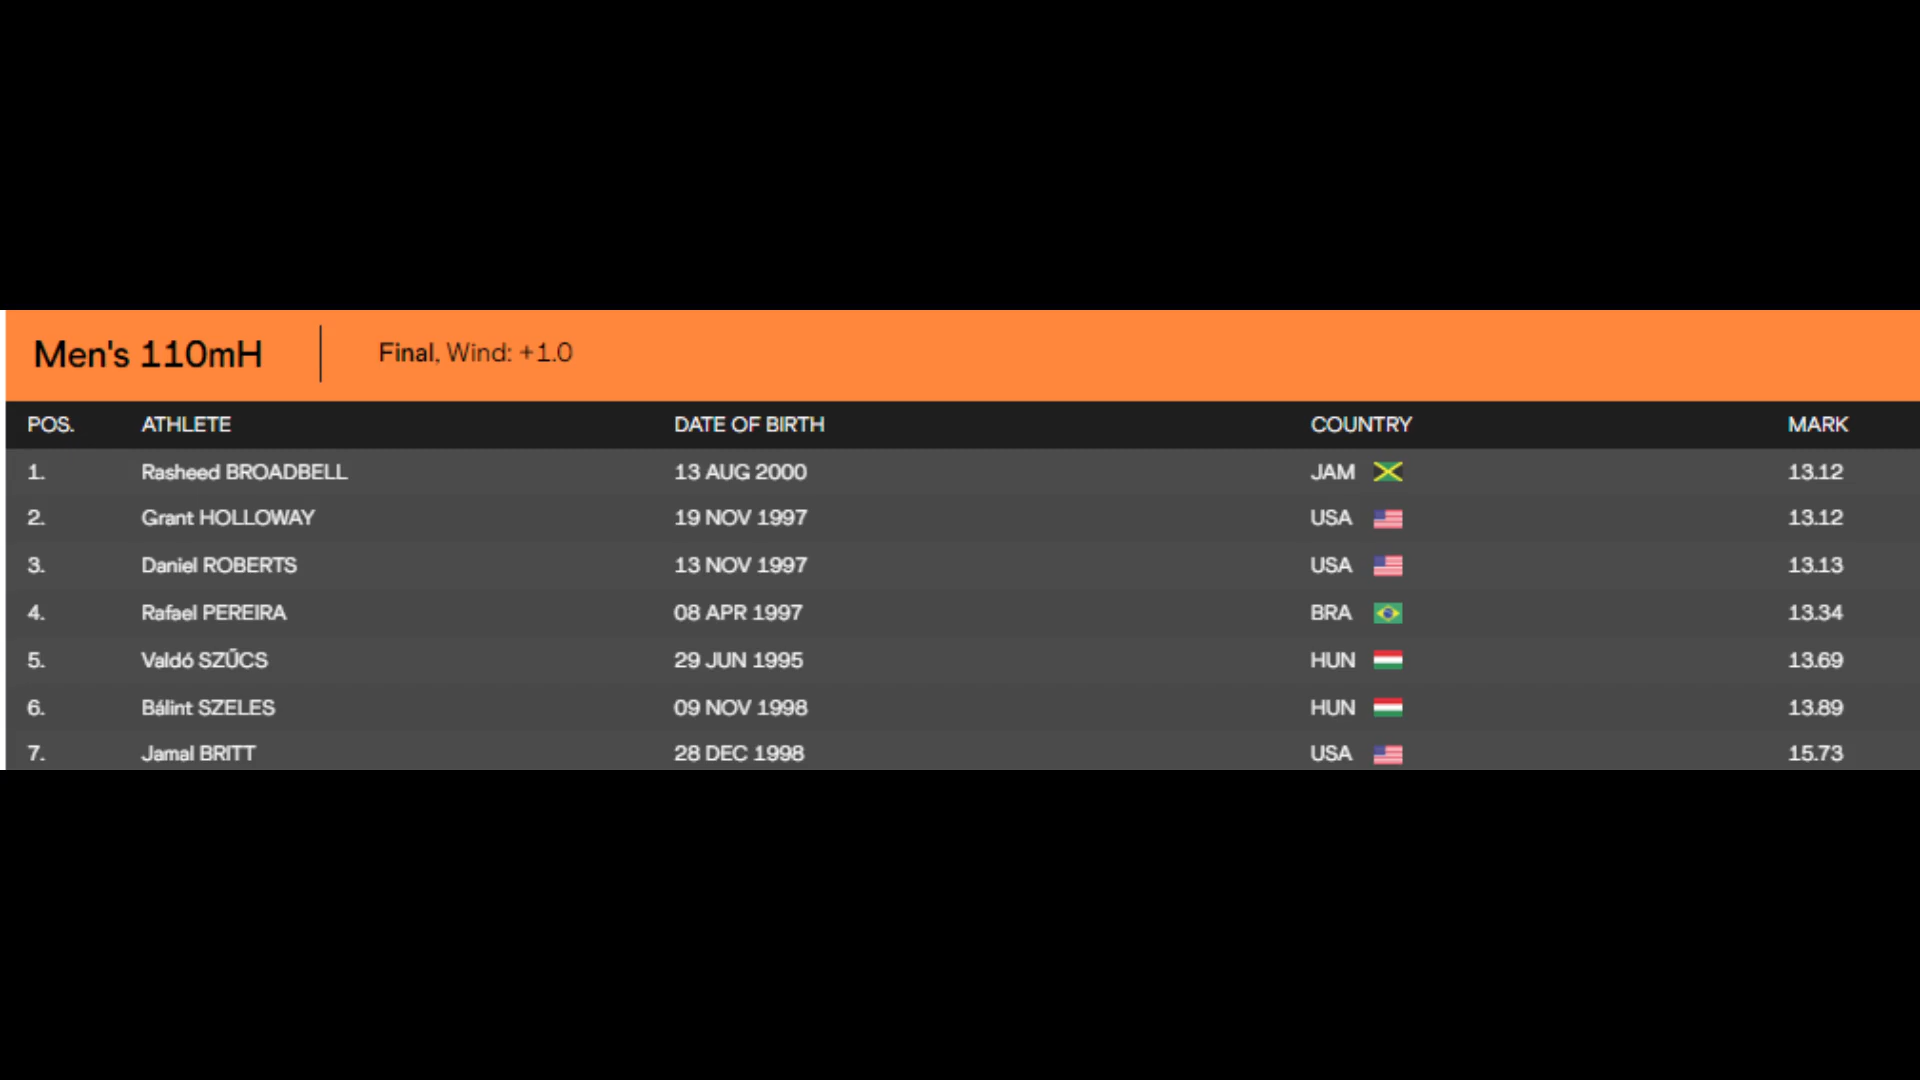 Men's 110mH Final, Wind: +1.0
POS. ATHLETE DATE OF BIRTH COUNTRY MARK
1. Rasheed BROADBELL 13 AUG 2000 JAM 13.12
2. Grant HOLLOWAY 19 NOV 1997 USA 13.12
3. Daniel ROBERTS 13 NOV 1997 USA 13.13
4. Rafael PEREIRA 08 APR 1997 BRA 13.34
5. Valdó SZŰCS 29 JUN 1995 HUN 13.69
6. Bálint SZELES 09 NOV 1998 HUN 13.89
7. Jamal BRITT 28 DEC 1998 USA 15.73